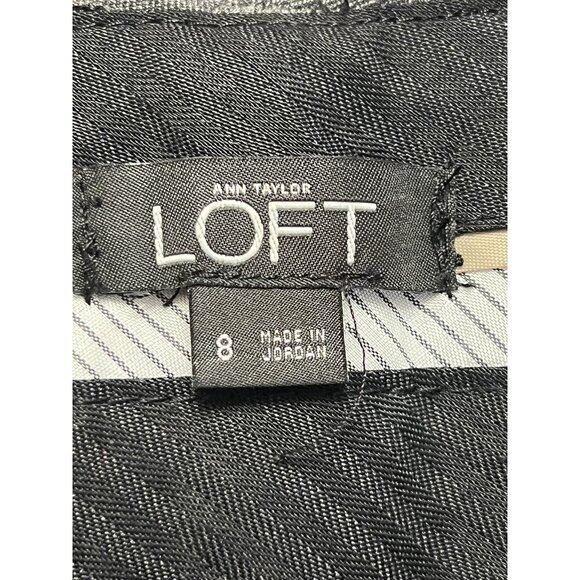 ANN TAYLOR
LOFT
8
MADE IN
JORDAN